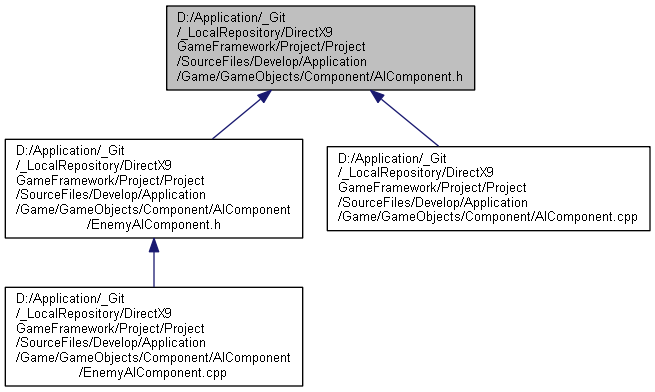 D:/Application/_Git
/_LocalRepository/DirectX9
GameFramework/Project/Project
/SourceFiles/Develop/Application
/Game/GameObjects/Component/AIComponent.h
D:/Application/_Git
/_LocalRepository/DirectX9
GameFramework/Project/Project
/SourceFiles/Develop/Application
/Game/GameObjects/Component/AIComponent
/EnemyAIComponent.h
D:/Application/_Git
/_LocalRepository/DirectX9
GameFramework/Project/Project
/SourceFiles/Develop/Application
/Game/GameObjects/Component/AIComponent.cpp
D:/Application/_Git
/_LocalRepository/DirectX9
GameFramework/Project/Project
/SourceFiles/Develop/Application
/Game/GameObjects/Component/AIComponent
/EnemyAIComponent.cpp